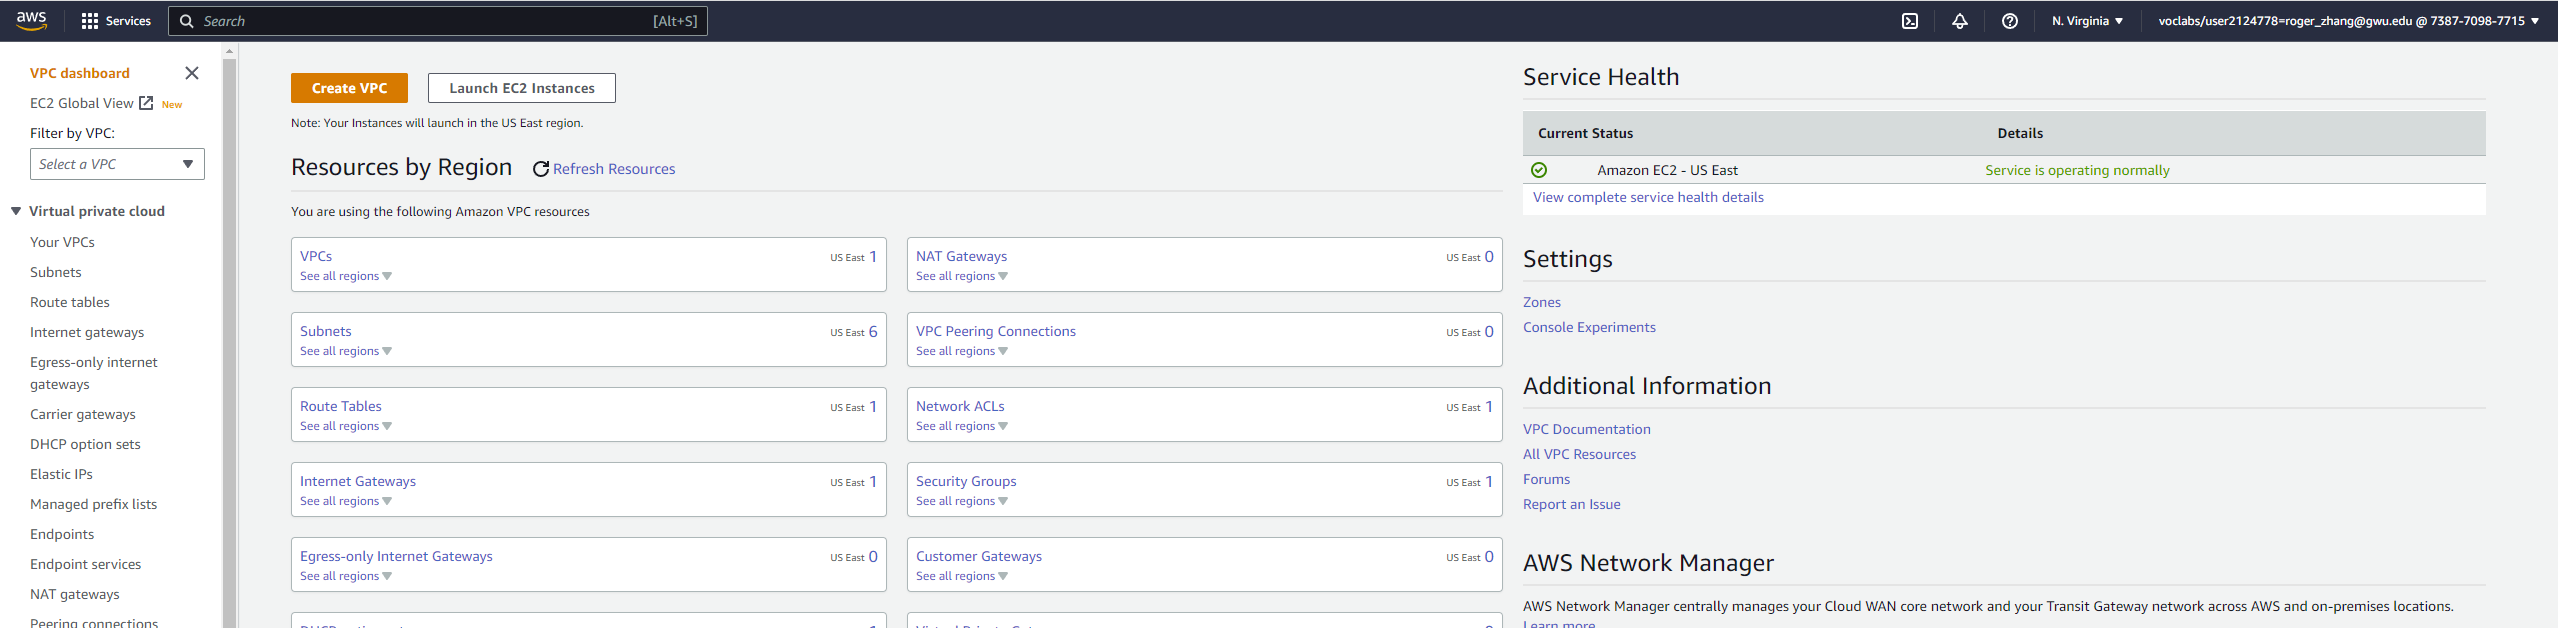 aws
Services
Search
[Alt+S]
N. Virginia
voclabs/user2124778=roger_zhang@gwu.edu @ 7387-7098-7715
VPC dashboard
EC2 Global View
New
Filter by VPC:
Select a VPC
Virtual private cloud
Your VPCs
Subnets
Route tables
Internet gateways
Egress-only internet
gateways
Carrier gateways
DHCP option sets
Elastic IPs
Managed prefix lists
Endpoints
Endpoint services
NAT gateways
Peering connections
Create VPC
Launch EC2 Instances
Note: Your Instances will launch in the US East region.
Resources by Region
Refresh Resources
You are using the following Amazon VPC resources
VPCs
US East 1
See all regions
NAT Gateways
US East 0
See all regions
Subnets
US East 6
See all regions
VPC Peering Connections
US East 0
See all regions
Route Tables
US East 1
See all regions
Network ACLs
US East 1
See all regions
Internet Gateways
US East 1
See all regions
Security Groups
US East 1
See all regions
Egress-only Internet Gateways
US East 0
See all regions
Customer Gateways
US East 0
See all regions
Service Health
Current Status
Details
Amazon EC2 - US East
Service is operating normally
View complete service health details
Settings
Zones
Console Experiments
Additional Information
VPC Documentation
All VPC Resources
Forums
Report an Issue
AWS Network Manager
AWS Network Manager centrally manages your Cloud WAN core network and your Transit Gateway network across AWS and on-premises locations.
Learn more